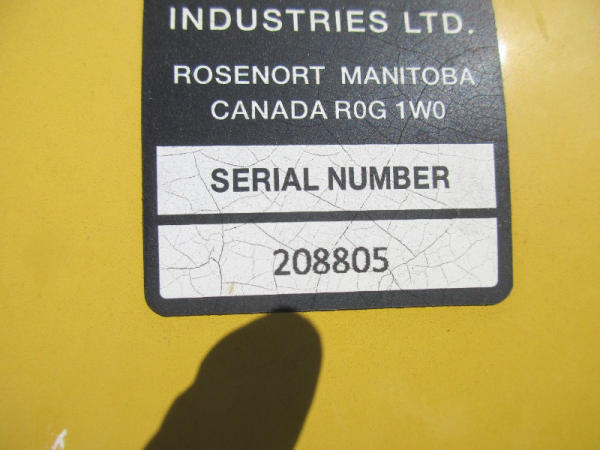 INDUSTRIES LTD.
ROSENORT MANITOBA
CANADA R0G 1W0
SERIAL NUMBER
208805